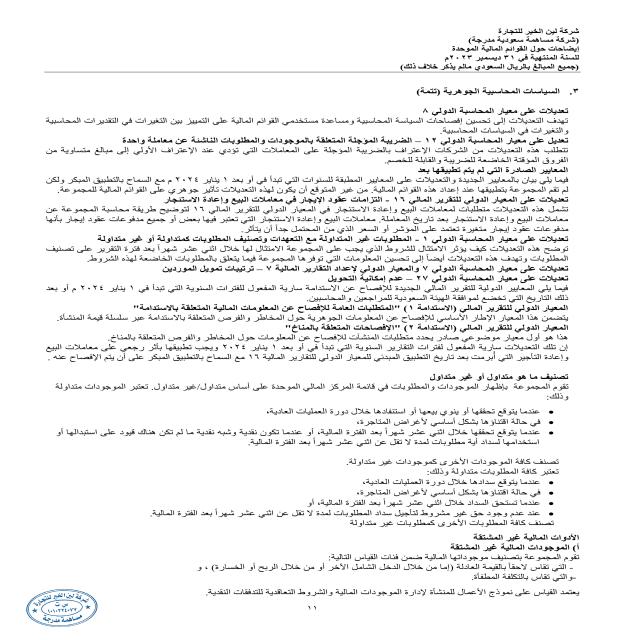 شركة لين الخير للتجارة
(شركة مساهمة سعودية مدرجة)
إيضاحات حول القوائم المالية الموحدة
للسنة المنتهية في ٣١ ديسمبر ٢٠٢٣م
(جميع المبالغ بالريال السعودي مالم يذكر خلاف ذلك)
٣. السياسات المحاسبية الجوهرية (تتمة)
تعديلات على معيار المحاسبة الدولي ٨
تهدف التعديلات إلى تحسين إفصاحات السياسة المحاسبية ومساعدة مستخدمي القوائم المالية على التمييز بين التغيرات في التقديرات المحاسبية
والتغيرات في السياسات المحاسبية.
تعديل على معيار المحاسبة الدولي ١٢ - الضريبة المؤجلة المتعلقة بالموجودات والمطلوبات الناشئة عن معاملة واحدة
تتطلب هذه التعديلات من الشركات الإعتراف بالضريبة المؤجلة على المعاملات التي تؤدي عند الإعتراف الأولي إلى مبالغ متساوية من
الفروق المؤقتة الخاضعة للضريبة والقابلة للخصم.
المعايير الصادرة التي لم يتم تطبيقها بعد
فيما يلي بيان بالمعايير الجديدة والتعديلات على المعايير المطبقة للسنوات التي تبدأ في أو بعد ١ يناير ٢٠٢٤ م مع السماح بالتطبيق المبكر ولكن
لم تقم المجموعة بتطبيقها عند إعداد هذه القوائم المالية. من غير المتوقع أن يكون لهذه التعديلات تأثير جوهري على القوائم المالية للمجموعة.
تعديلات على المعيار الدولي للتقرير المالي ١٦ - التزامات عقود الإيجار في معاملات البيع وإعادة الاستئجار
تشمل هذه التعديلات متطلبات لمعاملات البيع وإعادة الاستئجار في المعيار الدولي للتقرير المالي ١٦ لتوضيح طريقة محاسبة المجموعة عن
معاملات البيع وإعادة الاستئجار بعد تاريخ المعاملة. معاملات البيع وإعادة الاستئجار التي تعتبر فيها بعض أو جميع مدفوعات عقود إيجار بأنها
مدفوعات عقود إيجار متغيرة تعتمد على المؤشر أو السعر الذي من المحتمل جداً أن يتأثر.
تعديلات على معيار المحاسبة الدولي ١ - المطلوبات غير المتداولة مع التعهدات وتصنيف المطلوبات كمتداولة أو غير متداولة
توضح هذه التعديلات كيف يؤثر الامتثال للشروط الذي يجب على المجموعة الامتثال لها خلال اثني عشر شهراً بعد فترة التقرير على تصنيف
المطلوبات وتهدف هذه التعديلات أيضاً إلى تحسين المعلومات التي توفرها المجموعة فيما يتعلق بالمطلوبات الخاضعة لهذه الشروط.
تعديلات على معيار المحاسبة الدولي ٧ والمعيار الدولي لإعداد التقارير المالية ٧ – ترتيبات تمويل الموردين
تعديلات على معيار المحاسبة الدولي ٢٧ – عدم إمكانية التحويل
فيما يلي المعايير الدولية للتقرير المالي الجديدة للإفصاح عن الاستدامة سارية المفعول للفترات السنوية التي تبدأ في ١ يناير ٢٠٢٤ م أو بعد
ذلك التاريخ التي تخضع لموافقة الهيئة السعودية للمراجعين والمحاسبين.
المعيار الدولي للتقرير المالي (الاستدامة ١) "المتطلبات العامة للإفصاح عن المعلومات المالية المتعلقة بالاستدامة"
يتضمن هذا المعيار الإطار الأساسي للإفصاح عن المعلومات الجوهرية حول المخاطر والفرص المتعلقة بالاستدامة عبر سلسلة قيمة المنشأة.
المعيار الدولي للتقرير المالي (الاستدامة ٢) "الإفصاحات المتعلقة بالمناخ"
هذا هو أول معيار موضوعي صادر يحدد متطلبات المنشآت للإفصاح عن المعلومات حول المخاطر والفرص المتعلقة بالمناخ.
إن تلك التعديلات سارية المفعول لفترات التقارير السنوية التي تبدأ في أو بعد ١ يناير ٢٠٢٤ ويجب تطبيقها بأثر رجعي على معاملات البيع
وإعادة التأجير التي أبرمت بعد تاريخ التطبيق المبدئي للمعيار الدولي للتقارير المالية ١٦ مع السماح بالتطبيق المبكر على أن يتم الإفصاح عنه .
تصنيف ما هو متداول أو غير متداول
تقوم المجموعة بإظهار الموجودات والمطلوبات في قائمة المركز المالي الموحدة على أساس متداول/غير متداول. تعتبر الموجودات متداولة
وذلك:
• عندما يتوقع تحققها أو ينوي بيعها أو استنفادها خلال دورة العمليات العادية،
• في حالة اقتناؤها بشكل أساسي لأغراض المتاجرة،
• عندما يتوقع تحققها خلال اثني عشر شهراً بعد الفترة المالية، أو عندما تكون نقدية وشبه نقدية ما لم تكن هناك قيود على استبدالها أو
استخدامها لسداد أية مطلوبات لمدة لا تقل عن اثني عشر شهراً بعد الفترة المالية.
تصنف كافة الموجودات الأخرى كموجودات غير متداولة.
تعتبر كافة المطلوبات متداولة وذلك:
• عندما يتوقع سدادها خلال دورة العمليات العادية،
• في حالة اقتناؤها بشكل أساسي لأغراض المتاجرة،
• عندما تستحق السداد خلال اثني عشر شهراً بعد الفترة المالية، أو
• عند عدم وجود حق غير مشروط لتأجيل سداد المطلوبات لمدة لا تقل عن اثني عشر شهراً بعد الفترة المالية.
تصنف كافة المطلوبات الأخرى كمطلوبات غير متداولة
الأدوات المالية غير المشتقة
أ) الموجودات المالية غير المشتقة
تقوم المجموعة بتصنيف موجوداتها المالية ضمن فئات القياس التالية:
- التي تقاس لاحقاً بالقيمة العادلة (إما من خلال الدخل الشامل الآخر أو من خلال الربح أو الخسارة) ، و
-والتي تقاس بالتكلفة المطفأة.
يعتمد القياس على نموذج الأعمال للمنشأة لإدارة الموجودات المالية والشروط التعاقدية للتدفقات النقدية.
١١
شركة لين الخير للتجارة
س ت
١٠١٠٢٣٤٠٧٧
مساهمة مدرجة